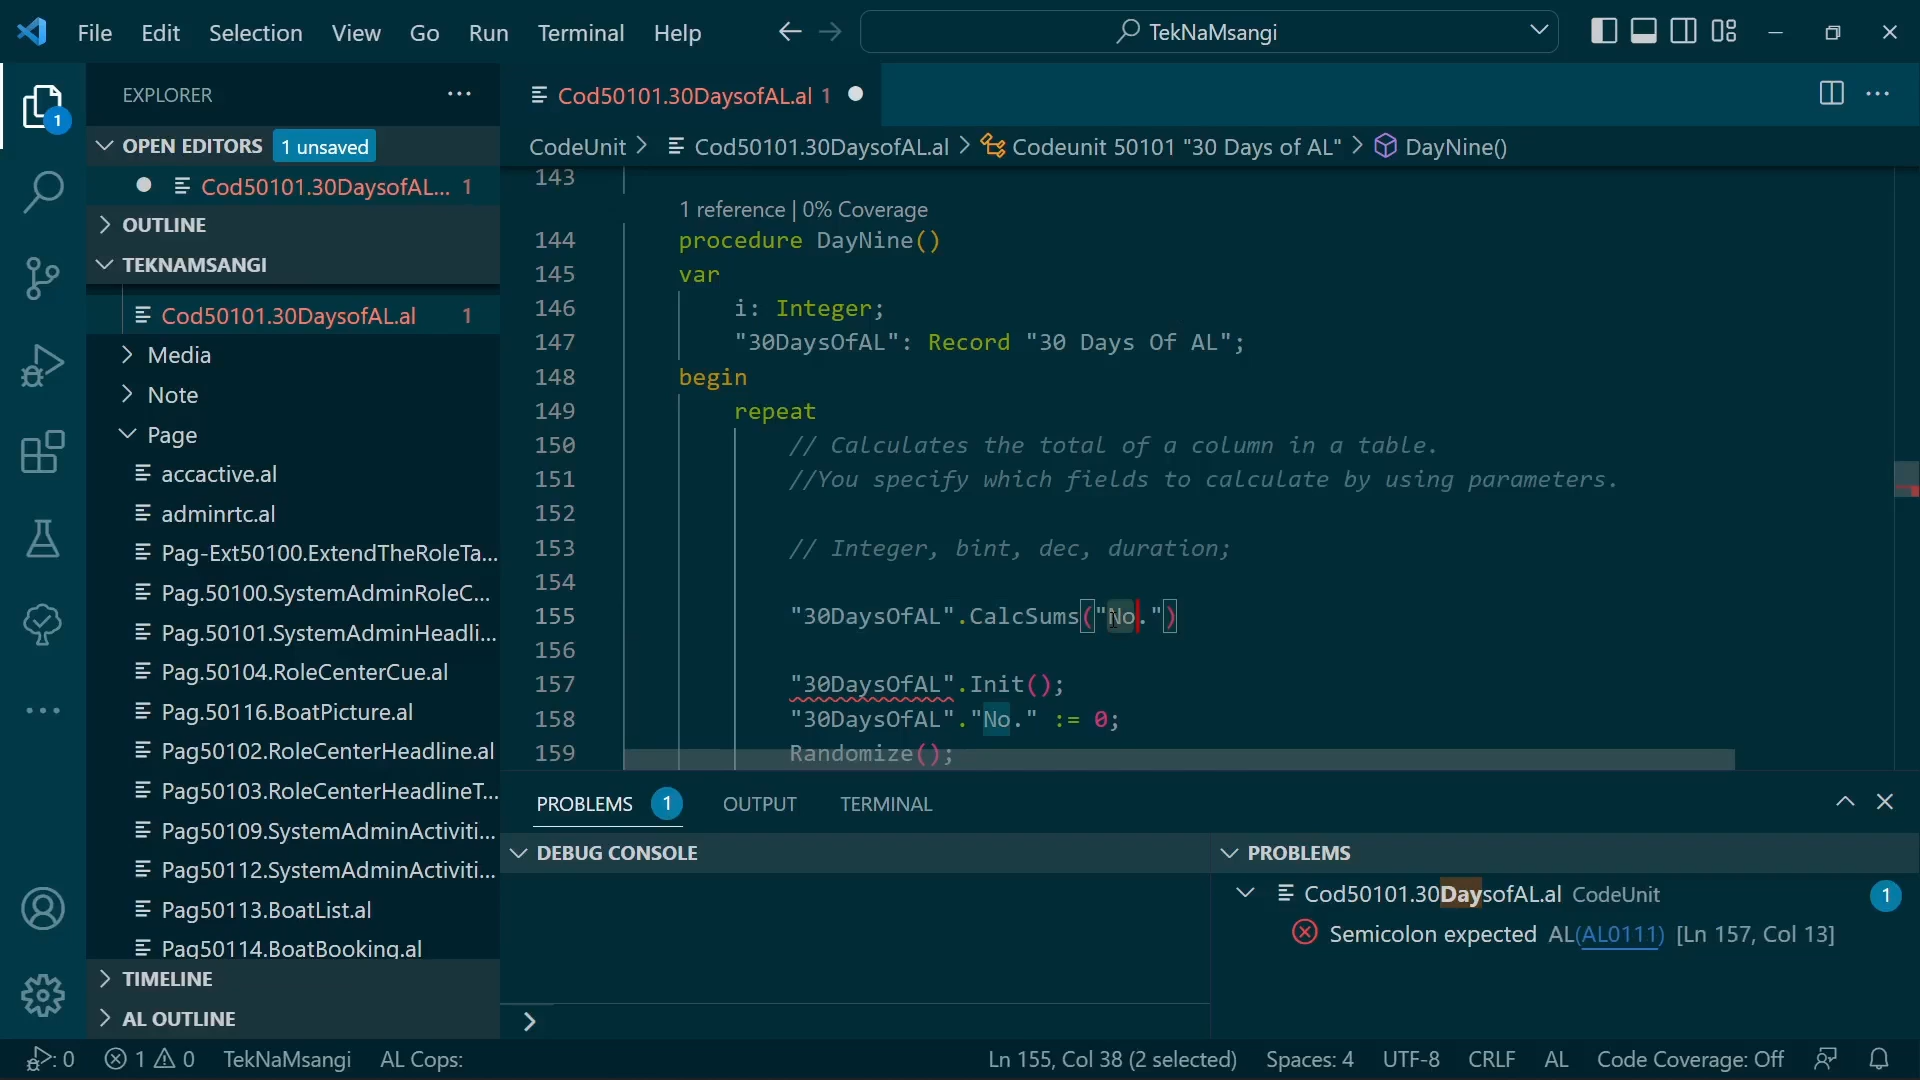 File Edit Selection View Go Run Terminal Help
TekNaMsangi
EXPLORER
1
OPEN EDITORS 1 unsaved
Cod50101.30DaysofAL... 1
OUTLINE
TEKNAMSANGI
Cod50101.30DaysofAL.al 1
Media
Note
Page
accactive.al
adminrtc.al
Pag-Ext50100.ExtendTheRoleTa...
Pag.50100.SystemAdminRoleC...
Pag.50101.SystemAdminHeadli...
Pag.50104.RoleCenterCue.al
Pag.50116.BoatPicture.al
Pag50102.RoleCenterHeadline.al
Pag50103.RoleCenterHeadlineT...
Pag50109.SystemAdminActiviti...
Pag50112.SystemAdminActiviti...
Pag50113.BoatList.al
Pag50114.BoatBooking.al
TIMELINE
AL OUTLINE
Cod50101.30DaysofAL.al 1
CodeUnit > Cod50101.30DaysofAL.al > Codeunit 50101 "30 Days of AL" > DayNine()
143
1 reference | 0% Coverage
144 procedure DayNine()
145 var
146 i: Integer;
147 "30DaysOfAL": Record "30 Days Of AL";
148 begin
149 repeat
150 // Calculates the total of a column in a table.
151 //You specify which fields to calculate by using parameters.
152
153 // Integer, bint, dec, duration;
154
155 "30DaysOfAL".CalcSums("No.")
156
157 "30DaysOfAL".Init();
158 "30DaysOfAL"."No." := 0;
159 Randomize();
PROBLEMS 1 OUTPUT TERMINAL
DEBUG CONSOLE
PROBLEMS
Cod50101.30DaysofAL.al CodeUnit 1
Semicolon expected AL(AL0111) [Ln 157, Col 13]
: 0 1 0 TekNaMsangi AL Cops: Ln 155, Col 38 (2 selected) Spaces: 4 UTF-8 CRLF AL Code Coverage: Off